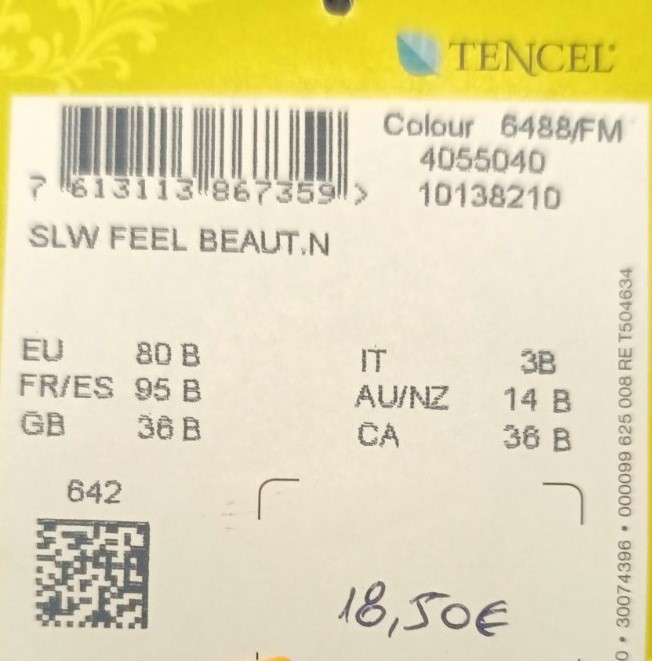 TENCEL®
Colour 6488/FM
4055040
10138210
7 613113 867359 >
SLW FEEL BEAUT.N
EU 80 B
FR/ES 95 B
GB 36 B
IT 3B
AU/NZ 14 B
CA 36 B
642
18,50€
0 • 30074396 • 000099 625 008 RE T504634